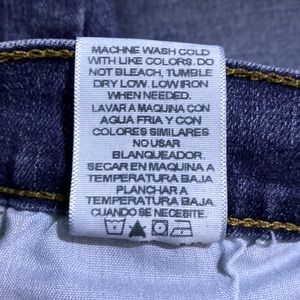 MACHNE WASH COLD
WITH LIKE COLORS. DO
NOT BLEACH, TUMBLE
DRY LOW. LOW IRON
WHEN NEEDED.
LAVAR A MAQUINA CON
AGUA FRIA Y CON
COLORES SIMILARES
NO USAR
BLANQUEADOR.
SECAR EN MAQUINA A
TEMPERATURA BAJA
PLANCHAR A
TEMPERATURA BAJA
CUANDO SE NECESITE.